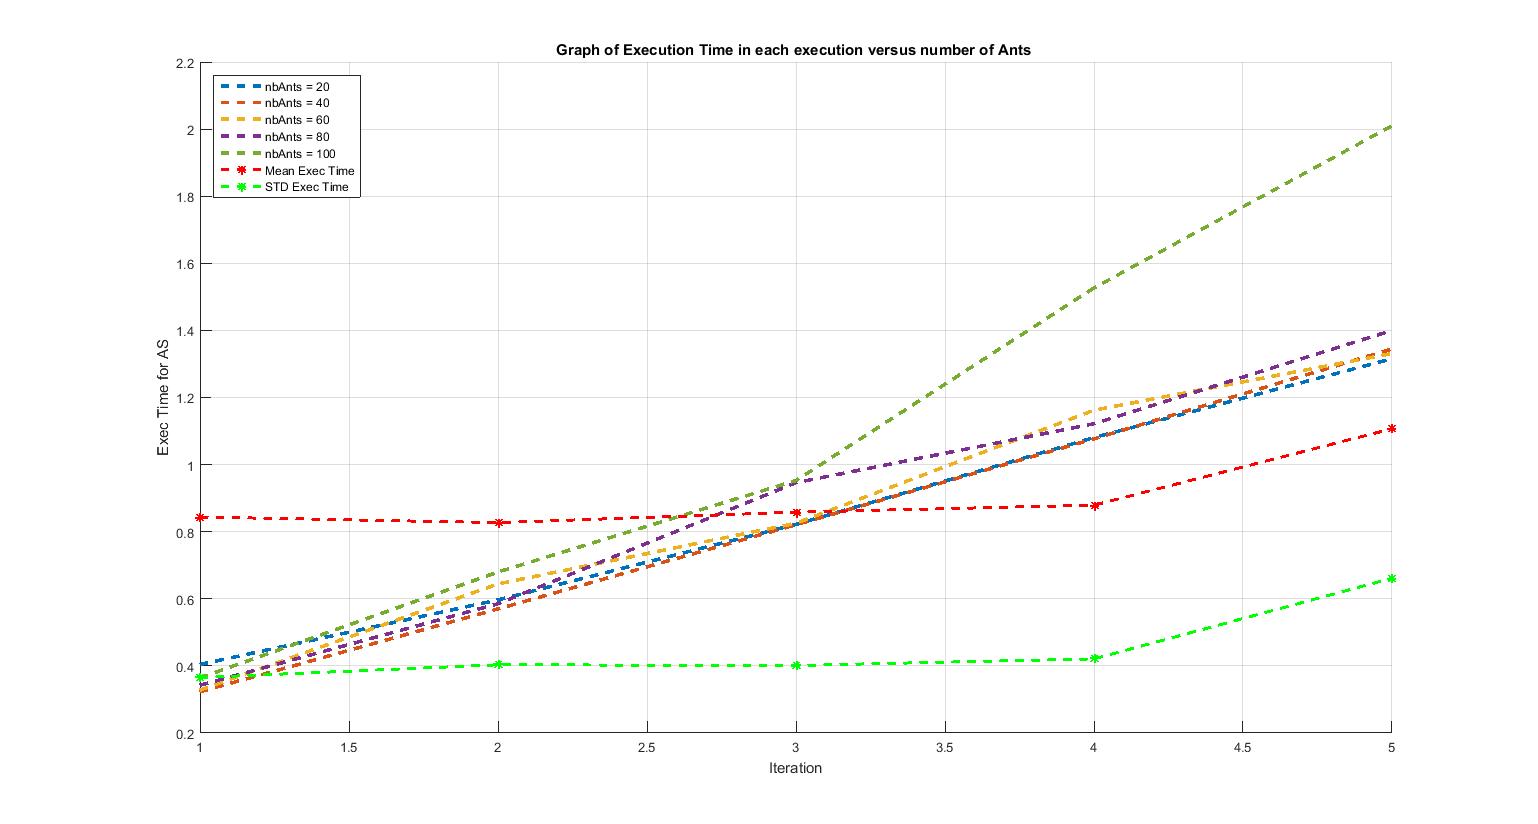 Graph of Execution Time in each execution versus number of Ants
2.2
2
1.8
1.6
1.4
1.2
1
0.8
0.6
0.4
0.2
Exec Time for AS
nbAnts = 20
nbAnts = 40
nbAnts = 60
nbAnts = 80
nbAnts = 100
Mean Exec Time
STD Exec Time
1 1.5 2 2.5 3 3.5 4 4.5 5
Iteration